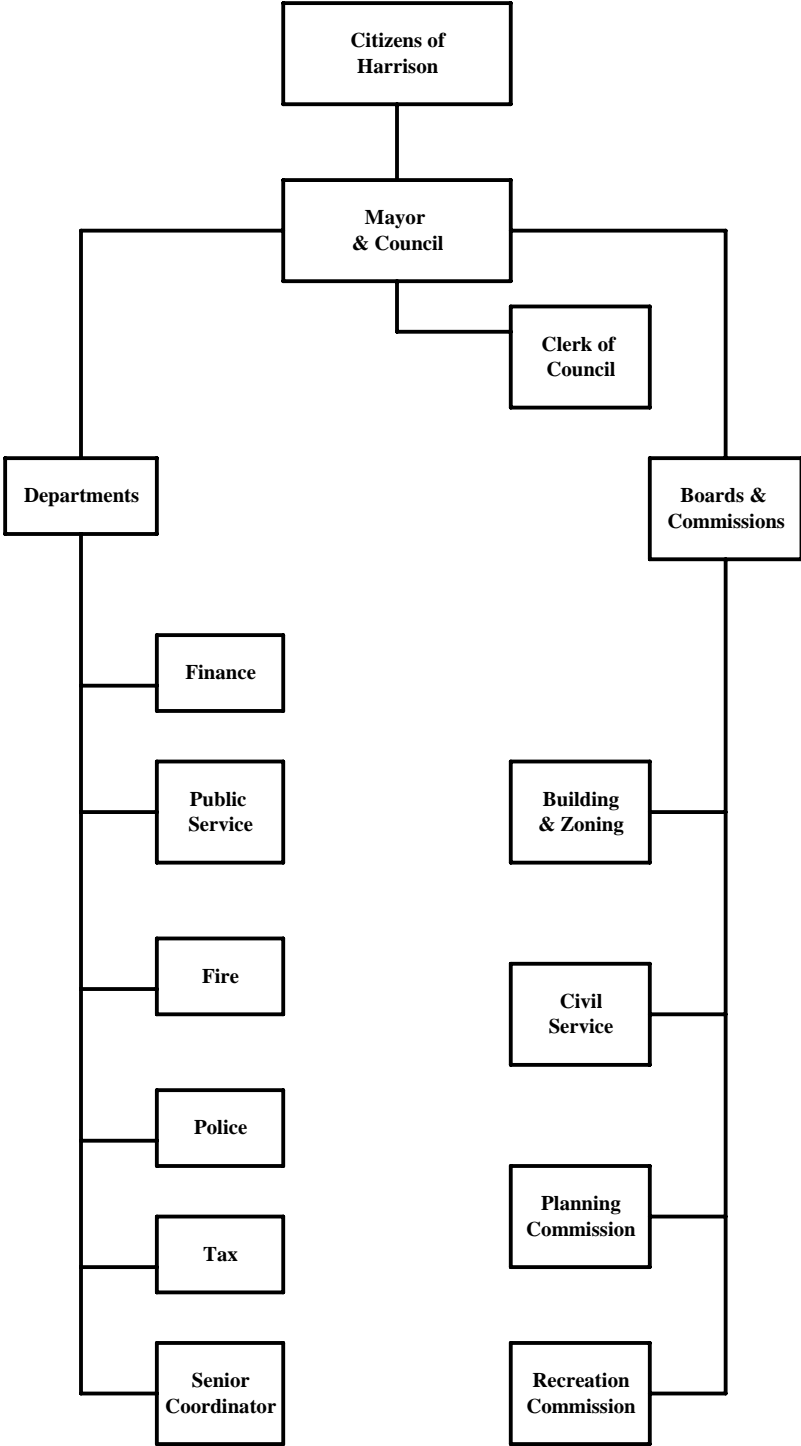 Citizens of
Harrison
Mayor
& Council
Clerk of
Council
Departments
Boards &
Commissions
Finance
Public
Service
Building
& Zoning
Fire
Civil
Service
Police
Planning
Commission
Tax
Senior
Coordinator
Recreation
Commission